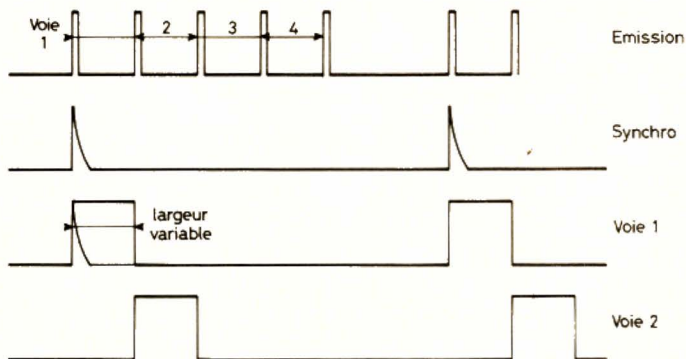 Voie
1
2
3
4
Emission
Synchro
largeur
variable
Voie 1
Voie 2